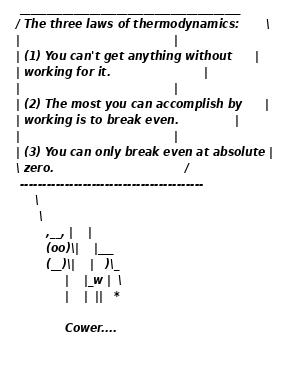 _______________________________________
/ The three laws of thermodynamics:       \
|                                       |
| (1) You can't get anything without      |
| working for it.                       |
|                                       |
| (2) The most you can accomplish by      |
| working is to break even.              |
|                                       |
| (3) You can only break even at absolute |
\ zero.                                 /
 -----------------------------------------
     \
      \
        ,__, |    |
        (oo)\|    |___
        (__)\|    |   )\_
             |    |_w |  \
             |    |  ||   *

             Cower....